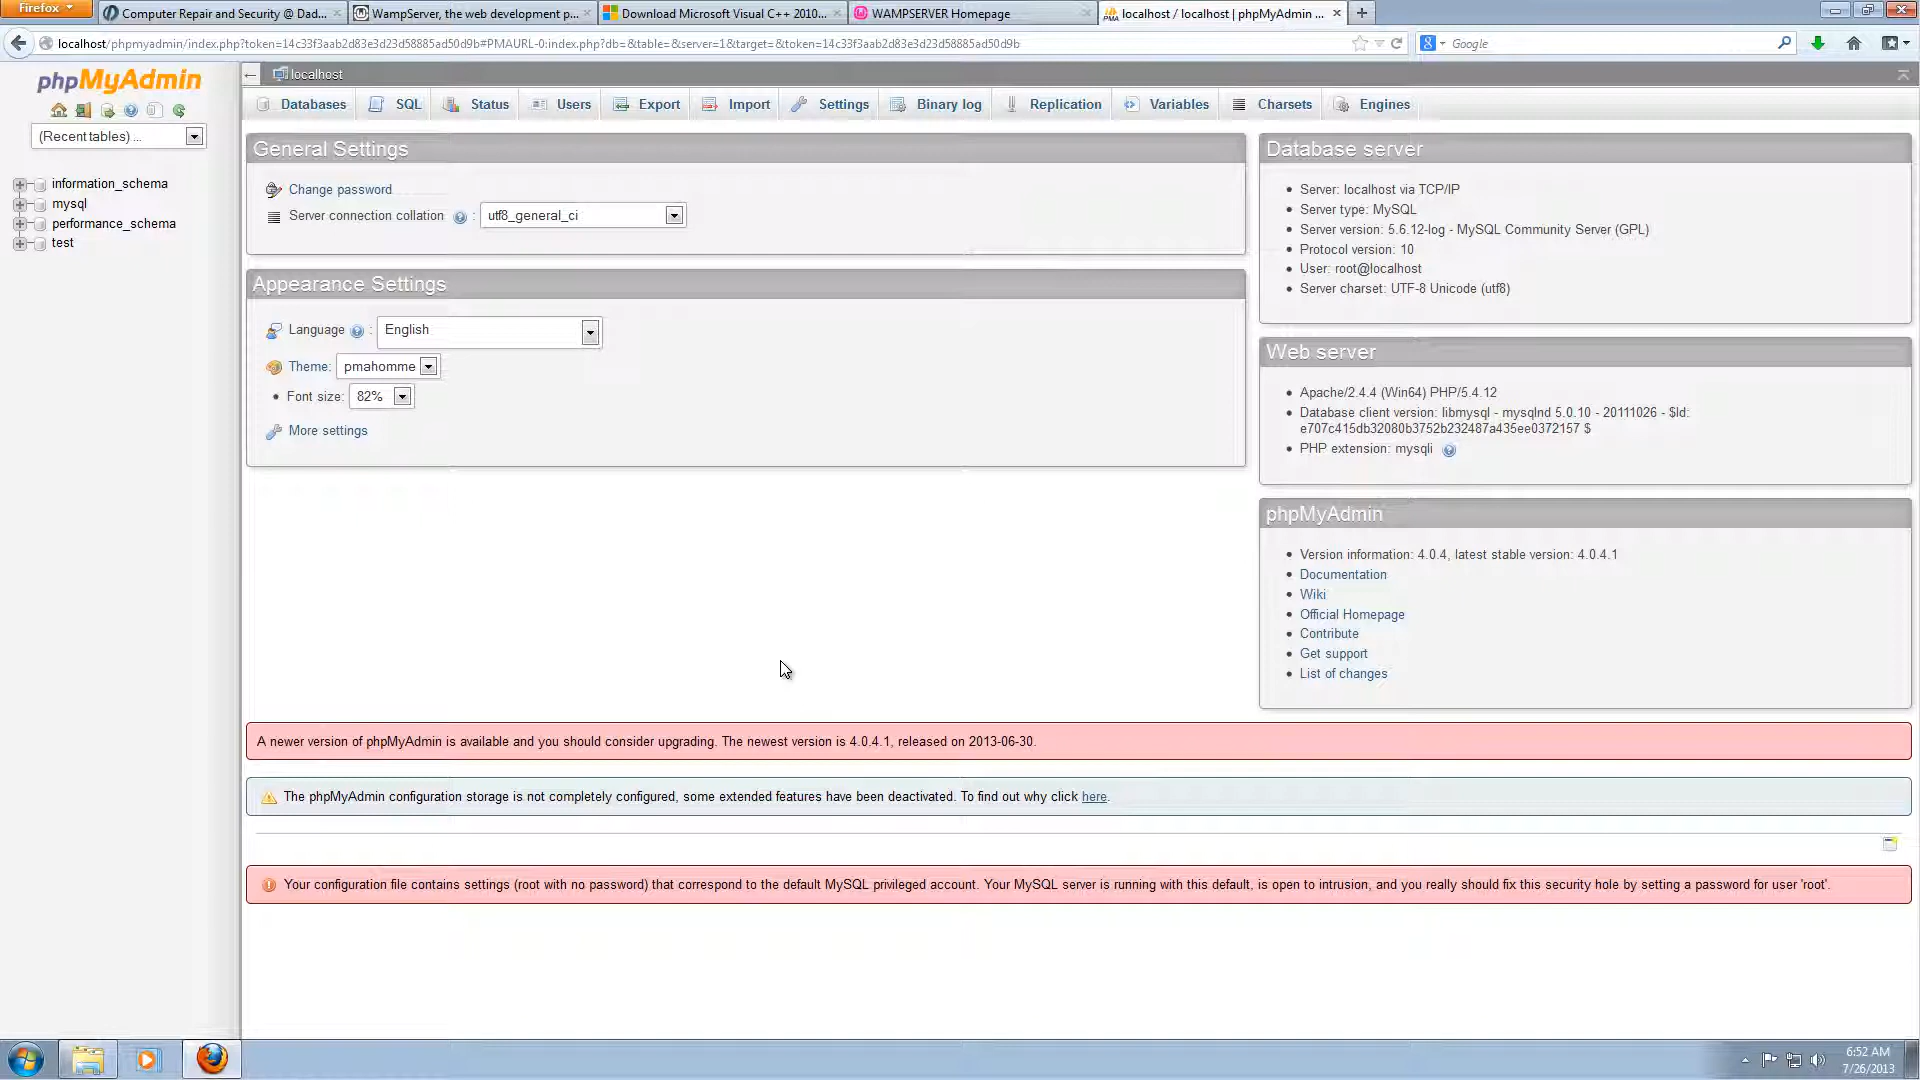 Firefox
Computer Repair and Security @ Dad...
WampServer, the web development p...
Download Microsoft Visual C++ 2010...
WAMPSERVER Homepage
localhost / localhost | phpMyAdmin ...
localhost/phpmyadmin/index.php?token=14c33f3aab2d83e3d23d58885ad50d9b#PMAURL-0:index.php?db=&table=&server=1&target=&token=14c33f3aab2d83e3d23d58885ad50d9b
Google
phpMyAdmin
(Recent tables) ...
information_schema
mysql
performance_schema
test
localhost
Databases
SQL
Status
Users
Export
Import
Settings
Binary log
Replication
Variables
Charsets
Engines
General Settings
Change password
Server connection collation : utf8_general_ci
Appearance Settings
Language : English
Theme: pmahomme
• Font size: 82%
More settings
Database server
• Server: localhost via TCP/IP
• Server type: MySQL
• Server version: 5.6.12-log - MySQL Community Server (GPL)
• Protocol version: 10
• User: root@localhost
• Server charset: UTF-8 Unicode (utf8)
Web server
• Apache/2.4.4 (Win64) PHP/5.4.12
• Database client version: libmysql - mysqlnd 5.0.10 - 20111026 - $Id:
e707c415db32080b3752b232487a435ee0372157 $
• PHP extension: mysqli
phpMyAdmin
• Version information: 4.0.4, latest stable version: 4.0.4.1
• Documentation
• Wiki
• Official Homepage
• Contribute
• Get support
• List of changes
A newer version of phpMyAdmin is available and you should consider upgrading. The newest version is 4.0.4.1, released on 2013-06-30.
The phpMyAdmin configuration storage is not completely configured, some extended features have been deactivated. To find out why click here.
Your configuration file contains settings (root with no password) that correspond to the default MySQL privileged account. Your MySQL server is running with this default, is open to intrusion, and you really should fix this security hole by setting a password for user 'root'.
6:52 AM
7/26/2013